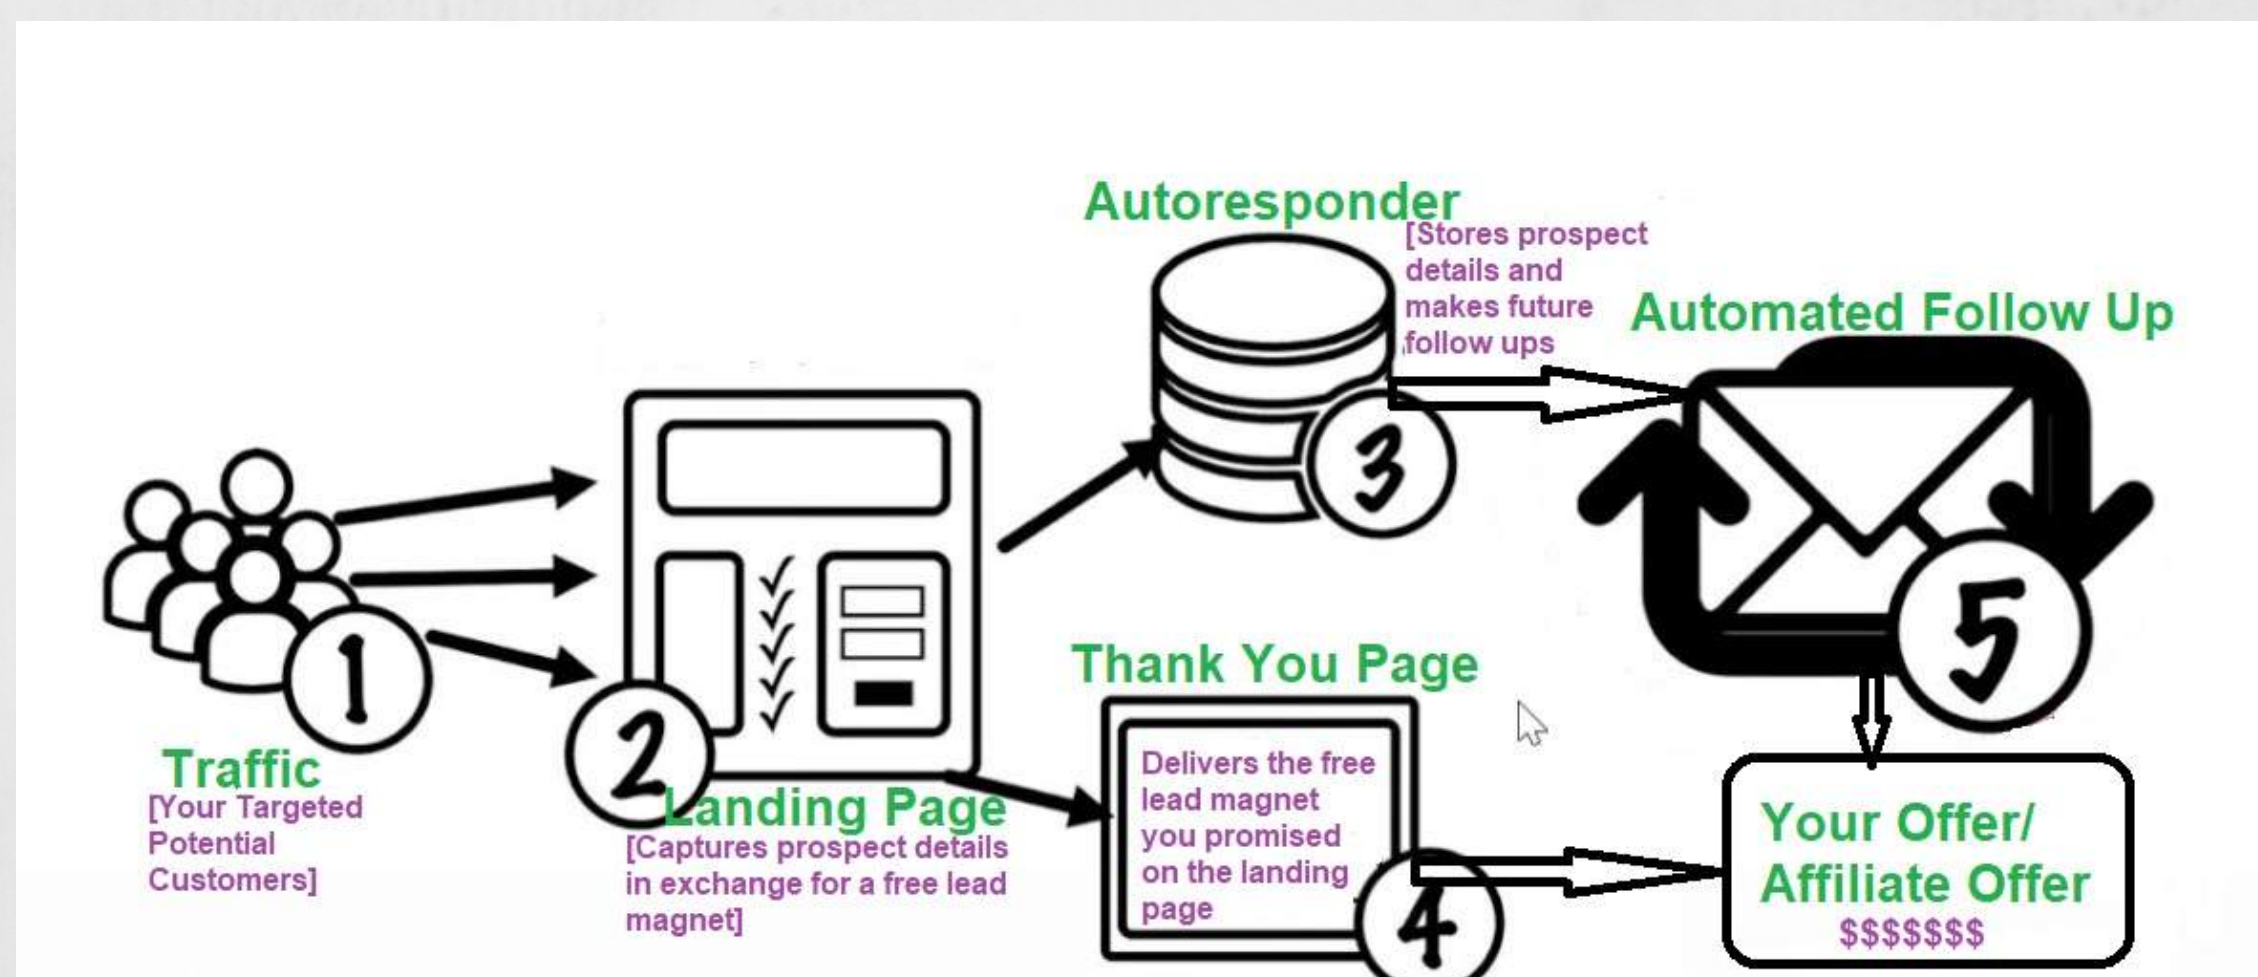 Autoresponder
[Stores prospect
details and
makes future
follow ups
Automated Follow Up
3
5
1
2
Traffic
[Your Targeted
Potential
Customers]
Landing Page
[Captures prospect details
in exchange for a free lead
magnet]
Thank You Page
Delivers the free
lead magnet
you promised
on the landing
page
4
Your Offer/
Affiliate Offer
$$$$$$$